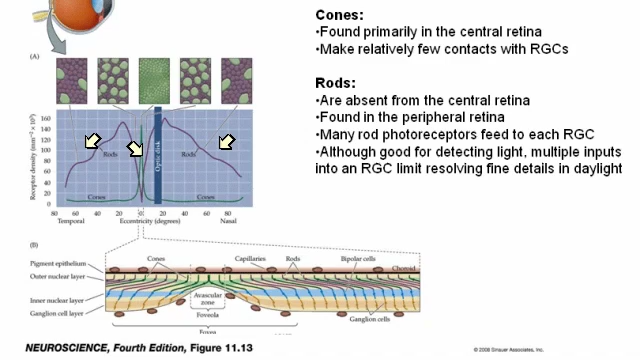 Cones:
•Found primarily in the central retina
•Make relatively few contacts with RGCs
Rods:
•Are absent from the central retina
•Found in the peripheral retina
•Many rod photoreceptors feed to each RGC
•Although good for detecting light, multiple inputs
into an RGC limit resolving fine details in daylight
(A)
Receptor density (mm⁻² × 10³)
160
140
120
100
80
60
40
20
0
Rods
Rods
Optic disk
Cones
Cones
80 60 40 20 0 20 40 60 80
Temporal Eccentricity (degrees) Nasal
(B)
Cones Capillaries Rods Bipolar cells
Pigment epithelium
Choroid
Outer nuclear layer
Inner nuclear layer
Avascular
zone
Ganglion cell layer
Foveola
Ganglion cells
Fovea
NEUROSCIENCE, Fourth Edition, Figure 11.13
© 2008 Sinauer Associates, Inc.